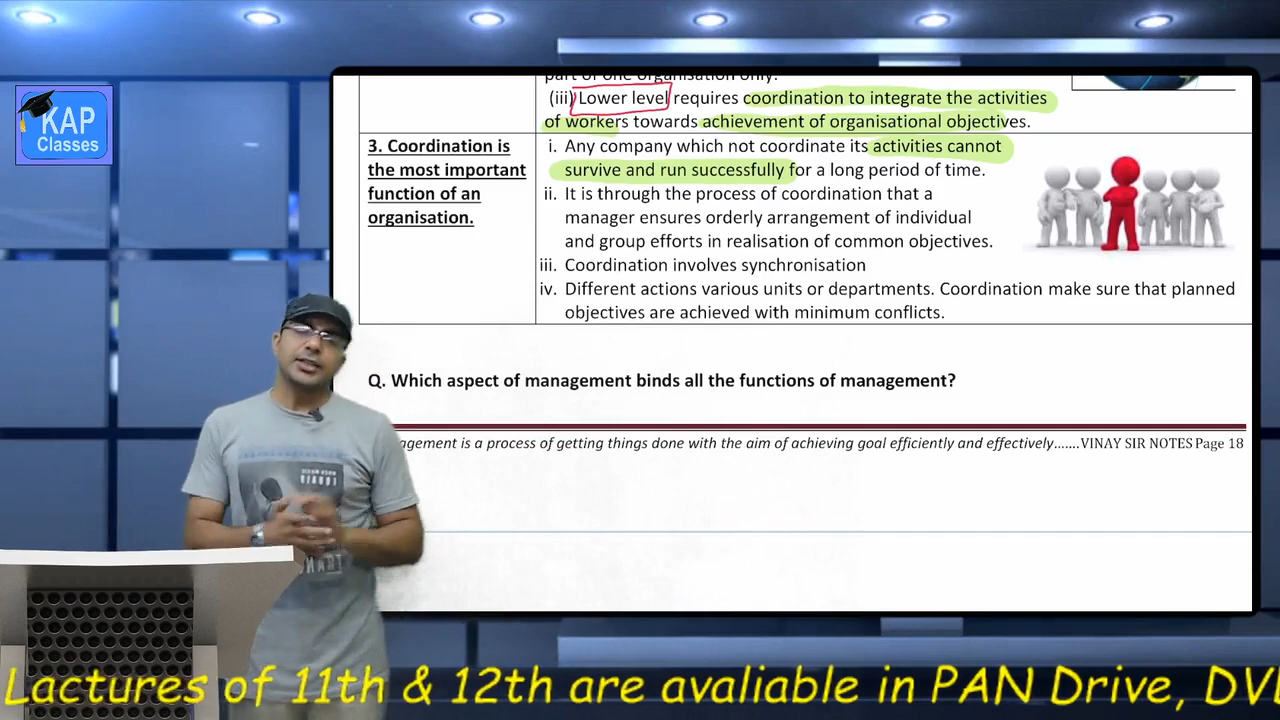 KAP
Classes
part of one organisation only.
(iii) Lower level requires coordination to integrate the activities
of workers towards achievement of organisational objectives.
3. Coordination is
the most important
function of an
organisation.
i. Any company which not coordinate its activities cannot
survive and run successfully for a long period of time.
ii. It is through the process of coordination that a
manager ensures orderly arrangement of individual
and group efforts in realisation of common objectives.
iii. Coordination involves synchronisation
iv. Different actions various units or departments. Coordination make sure that planned
objectives are achieved with minimum conflicts.
Q. Which aspect of management binds all the functions of management?
is a process of getting things done with the aim of achieving goal efficiently and effectively.......VINAY SIR NOTES Page 18
Lactures of 11th & 12th are avaliable in PAN Drive,